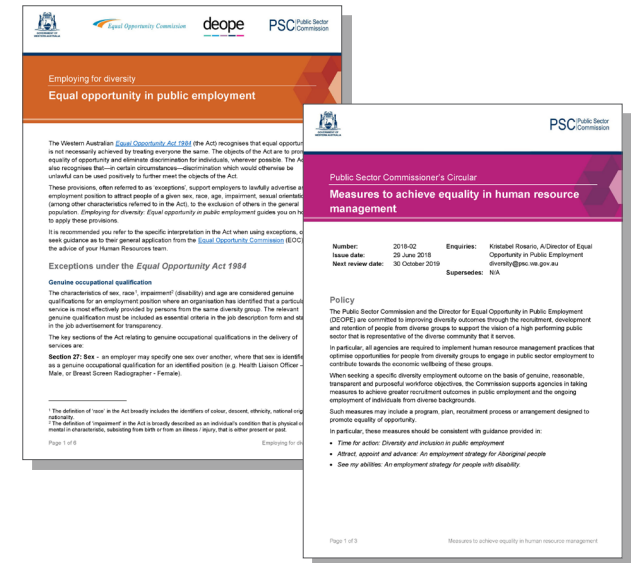 GOVERNMENT OF
WESTERN AUSTRALIA
Equal Opportunity Commission
deope
PSC Public Sector
Commission
Employing for diversity
Equal opportunity in public employment
The Western Australian Equal Opportunity Act 1984 (the Act) recognises that equal opportun
is not necessarily achieved by treating everyone the same. The objects of the Act are to prom
equality of opportunity and eliminate discrimination for individuals, wherever possible. The Ac
also recognises that—in certain circumstances—discrimination which would otherwise be
unlawful can be used positively to further meet the objects of the Act.
These provisions, often referred to as 'exceptions', support employers to lawfully advertise an
employment position to attract people of a given sex, race, age, impairment, sexual orientatio
(among other characteristics referred to in the Act), to the exclusion of others in the general
population. Employing for diversity: Equal opportunity in public employment guides you on ho
to apply these provisions.
It is recommended you refer to the specific interpretation in the Act when using exceptions, o
seek guidance as to their general application from the Equal Opportunity Commission (EOC)
the advice of your Human Resources team.
Exceptions under the Equal Opportunity Act 1984
Genuine occupational qualification
The characteristics of sex, race¹, impairment² (disability) and age are considered genuine
qualifications for an employment position where an organisation has identified that a particula
service is most effectively provided by persons from the same diversity group. The relevant
genuine qualification must be included as essential criteria in the job description form and sta
in the job advertisement for transparency.
The key sections of the Act relating to genuine occupational qualifications in the delivery of
services are:
Section 27: Sex - an employer may specify one sex over another, where that sex is identifie
as a genuine occupational qualification for an identified position (e.g. Health Liaison Officer –
Male, or Breast Screen Radiographer - Female).
¹ The definition of 'race' in the Act broadly includes the identifiers of colour, descent, ethnicity, national orig
nationality.
² The definition of 'impairment' in the Act is broadly described as an individual's condition that is physical o
mental in characteristic, subsisting from birth or from an illness / injury, that is either present or past.
Page 1 of 6
Employing for div
GOVERNMENT OF
WESTERN AUSTRALIA
PSC Public Sector
Commission
Public Sector Commissioner's Circular
Measures to achieve equality in human resource
management
Number: 2018-02 Enquiries: Kristabel Rosario, A/Director of Equal
Issue date: 29 June 2018 Opportunity in Public Employment
Next review date: 30 October 2019 diversity@psc.wa.gov.au
Supersedes: N/A
Policy
The Public Sector Commission and the Director for Equal Opportunity in Public Employment
(DEOPE) are committed to improving diversity outcomes through the recruitment, development
and retention of people from diverse groups to support the vision of a high performing public
sector that is representative of the diverse community that it serves.
In particular, all agencies are required to implement human resource management practices that
optimise opportunities for people from diversity groups to engage in public sector employment to
contribute towards the economic wellbeing of these groups.
When seeking a specific diversity employment outcome on the basis of genuine, reasonable,
transparent and purposeful workforce objectives, the Commission supports agencies in taking
measures to achieve greater recruitment outcomes in public employment and the ongoing
employment of individuals from diverse backgrounds.
Such measures may include a program, plan, recruitment process or arrangement designed to
promote equality of opportunity.
In particular, these measures should be consistent with guidance provided in:
• Time for action: Diversity and inclusion in public employment
• Attract, appoint and advance: An employment strategy for Aboriginal people
• See my abilities: An employment strategy for people with disability.
Page 1 of 3
Measures to achieve equality in human resource management